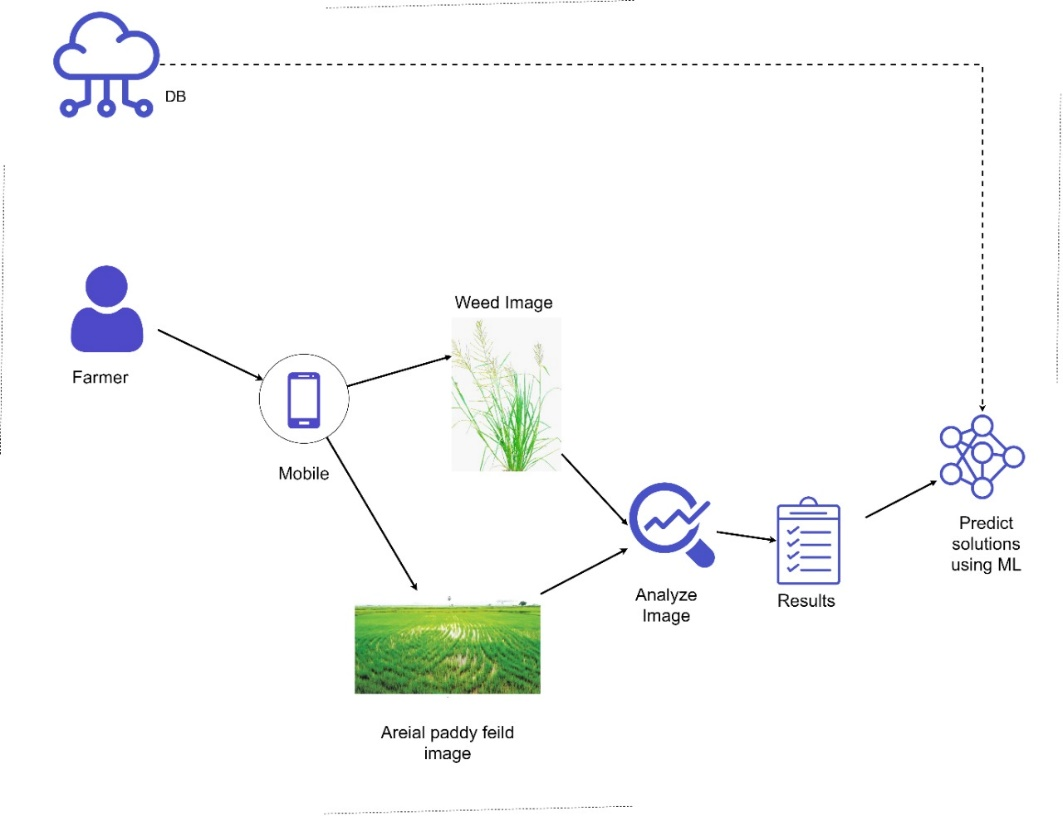 DB
Farmer
Mobile
Weed Image
Areial paddy feild
image
Analyze
Image
Results
Predict
solutions
using ML